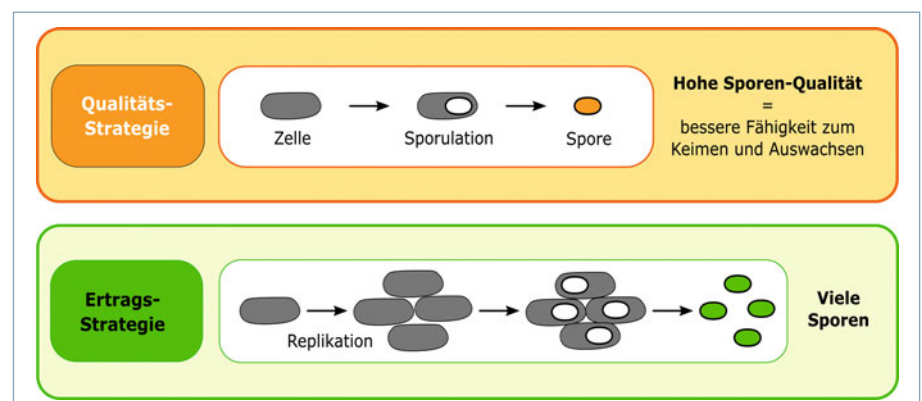 Qualitäts-
Strategie
Zelle
Sporulation
Spore
Hohe Sporen-Qualität
=
bessere Fähigkeit zum
Keimen und Auswachsen
Ertrags-
Strategie
Replikation
Viele
Sporen